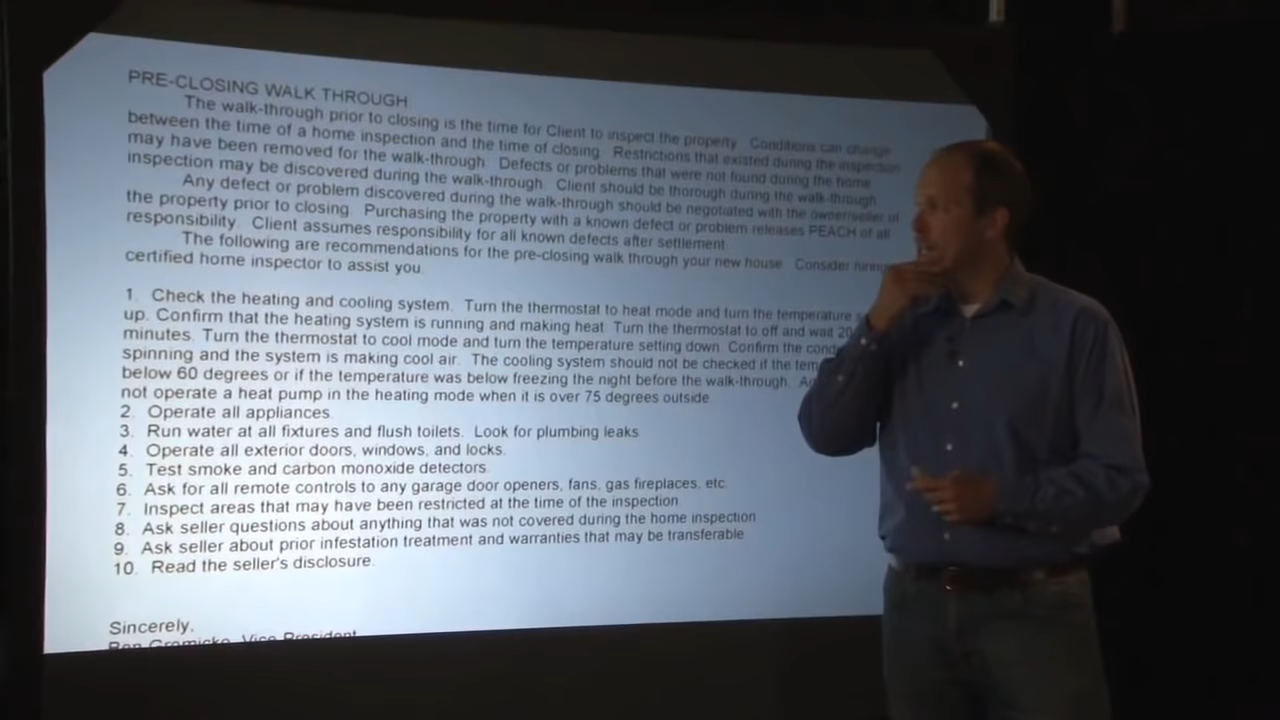 PRE-CLOSING WALK THROUGH
The walk-through prior to closing is the time for Client to inspect the property. Conditions can change
between the time of a home inspection and the time of closing. Restrictions that existed during the inspection
may have been removed for the walk-through. Defects or problems that were not found during the home
inspection may be discovered during the walk-through. Client should be thorough during the walk-through.
Any defect or problem discovered during the walk-through should be negotiated with the owner/seller of
the property prior to closing. Purchasing the property with a known defect or problem releases PEACH of all
responsibility. Client assumes responsibility for all known defects after settlement.
The following are recommendations for the pre-closing walk through your new house. Consider hiring
certified home inspector to assist you.
1. Check the heating and cooling system. Turn the thermostat to heat mode and turn the temperature
up. Confirm that the heating system is running and making heat. Turn the thermostat to off and wait 20
minutes. Turn the thermostat to cool mode and turn the temperature setting down. Confirm the
spinning and the system is making cool air. The cooling system should not be checked if the
below 60 degrees or if the temperature was below freezing the night before the walk-through.
not operate a heat pump in the heating mode when it is over 75 degrees outside.
2. Operate all appliances.
3. Run water at all fixtures and flush toilets. Look for plumbing leaks.
4. Operate all exterior doors, windows, and locks.
5. Test smoke and carbon monoxide detectors.
6. Ask for all remote controls to any garage door openers, fans, gas fireplaces, etc.
7. Inspect areas that may have been restricted at the time of the inspection.
8. Ask seller questions about anything that was not covered during the home inspection
9. Ask seller about prior infestation treatment and warranties that may be transferable
10. Read the seller's disclosure.
Sincerely,
Ben Gromicko, Vice President